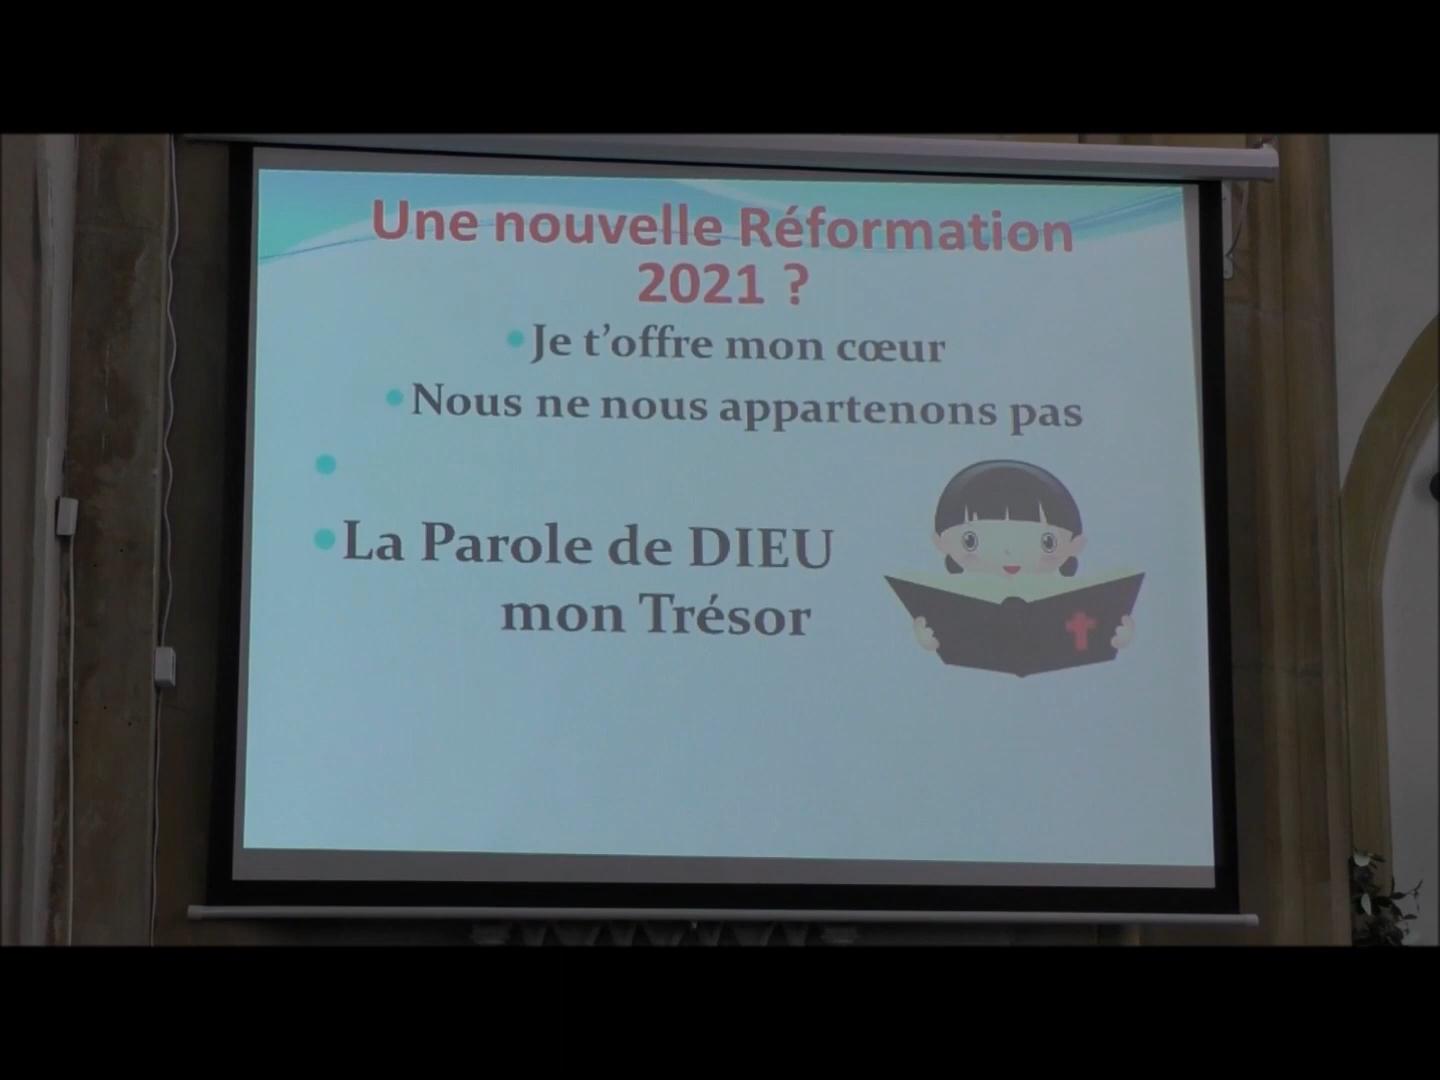 Une nouvelle Réformation
2021 ?
• Je t’offre mon cœur
• Nous ne nous appartenons pas
•
• La Parole de DIEU
mon Trésor